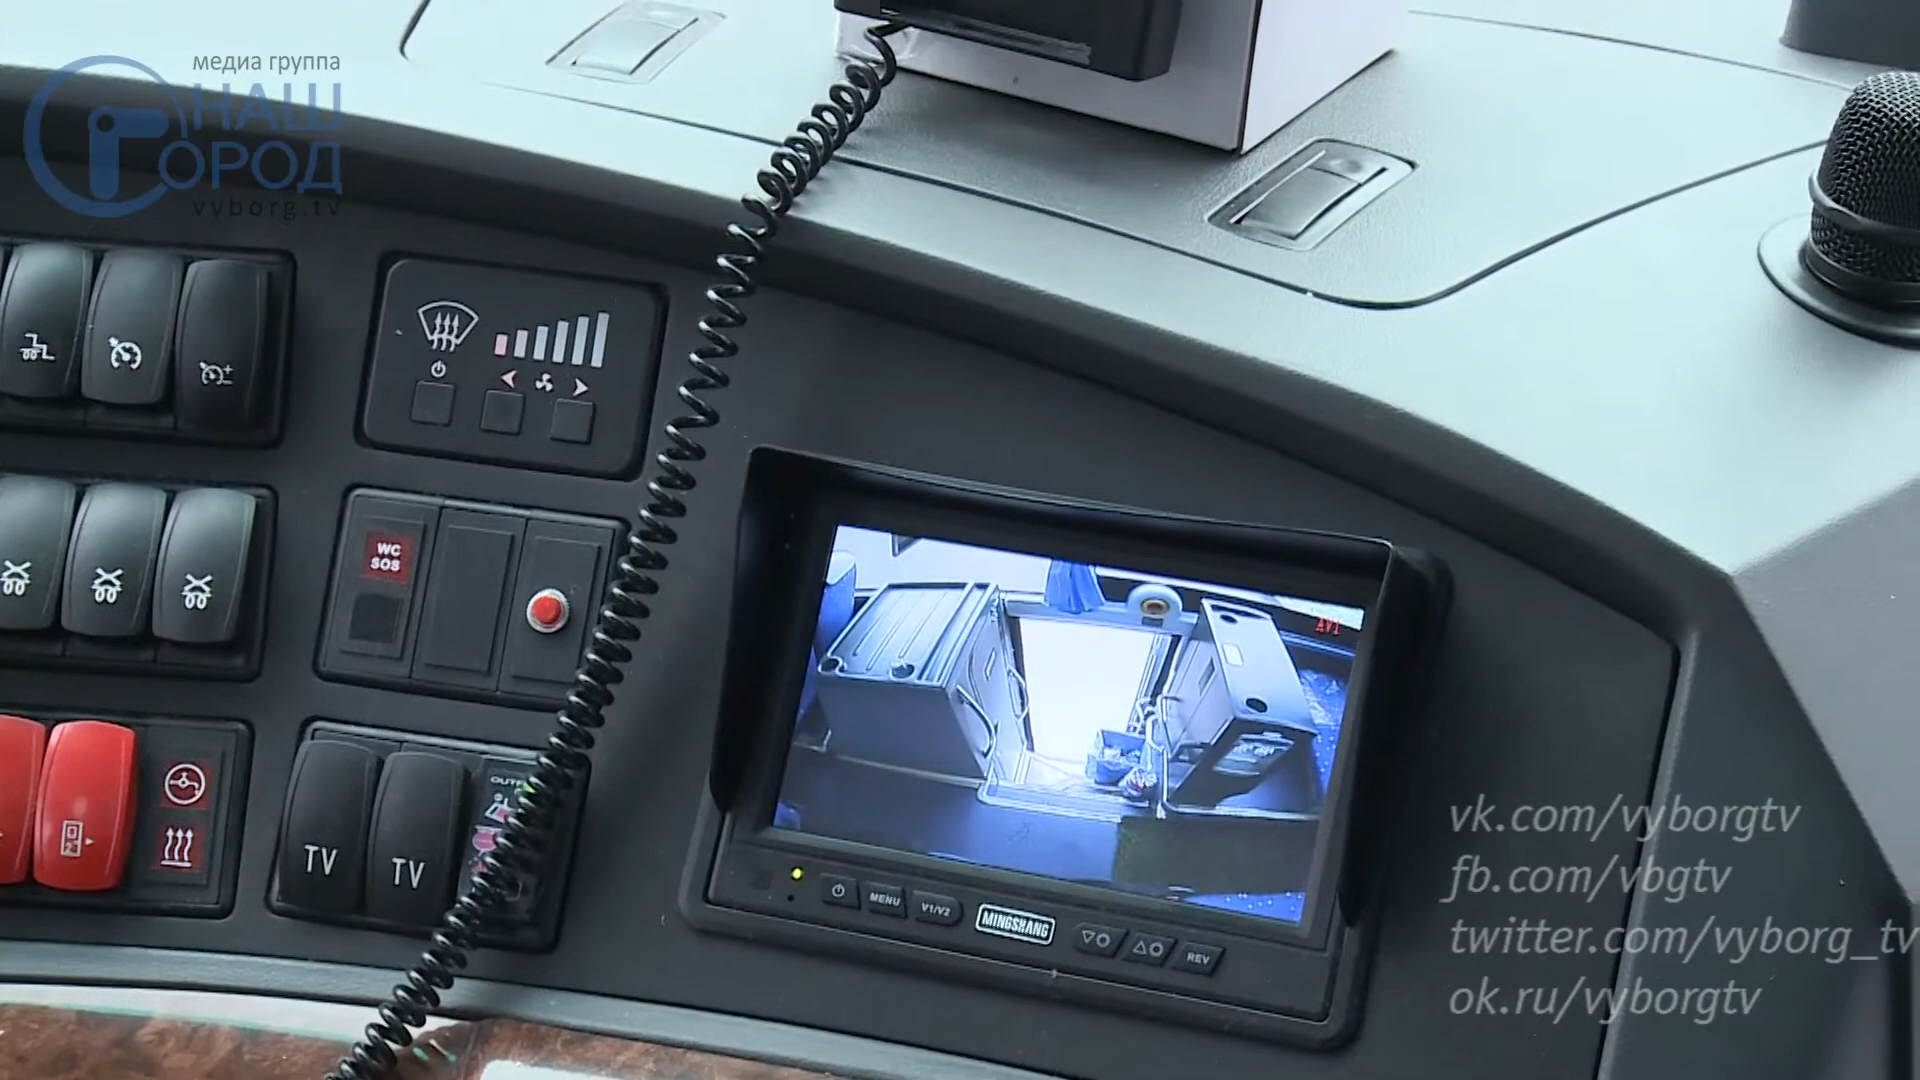 медиа группа
НАШ
ГОРОД
vyborg.tv
WC
SOS
TV
TV
AV1
MENU
V1/V2
MINGSHANG
REV
vk.com/vyborgtv
fb.com/vbgtv
twitter.com/vyborg_tv
ok.ru/vyborgtv